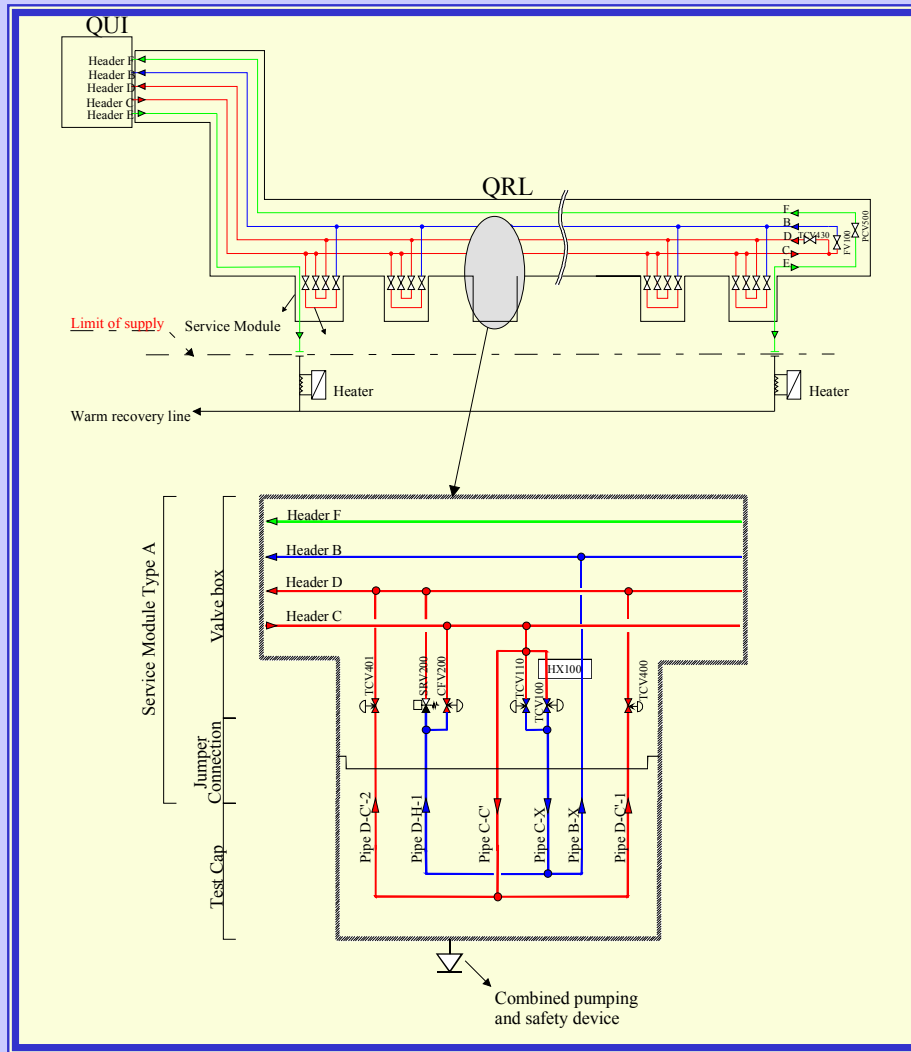 QUI
Header F
Header B
Header D
Header C
Header E
QRL
F
B
D
C
E
TCV430
FV100
PCV500
Limit of supply
Service Module
Heater
Heater
Warm recovery line
Service Module Type A
Valve box
Jumper
Connection
Test Cap
Header F
Header B
Header D
Header C
TCV401
SRV200
CFV200
TCV110
TCV100
HX100
TCV400
Pipe D-C'-2
Pipe D-H-1
Pipe C-C'
Pipe C-X
Pipe B-X
Pipe D-C'-1
Combined pumping
and safety device